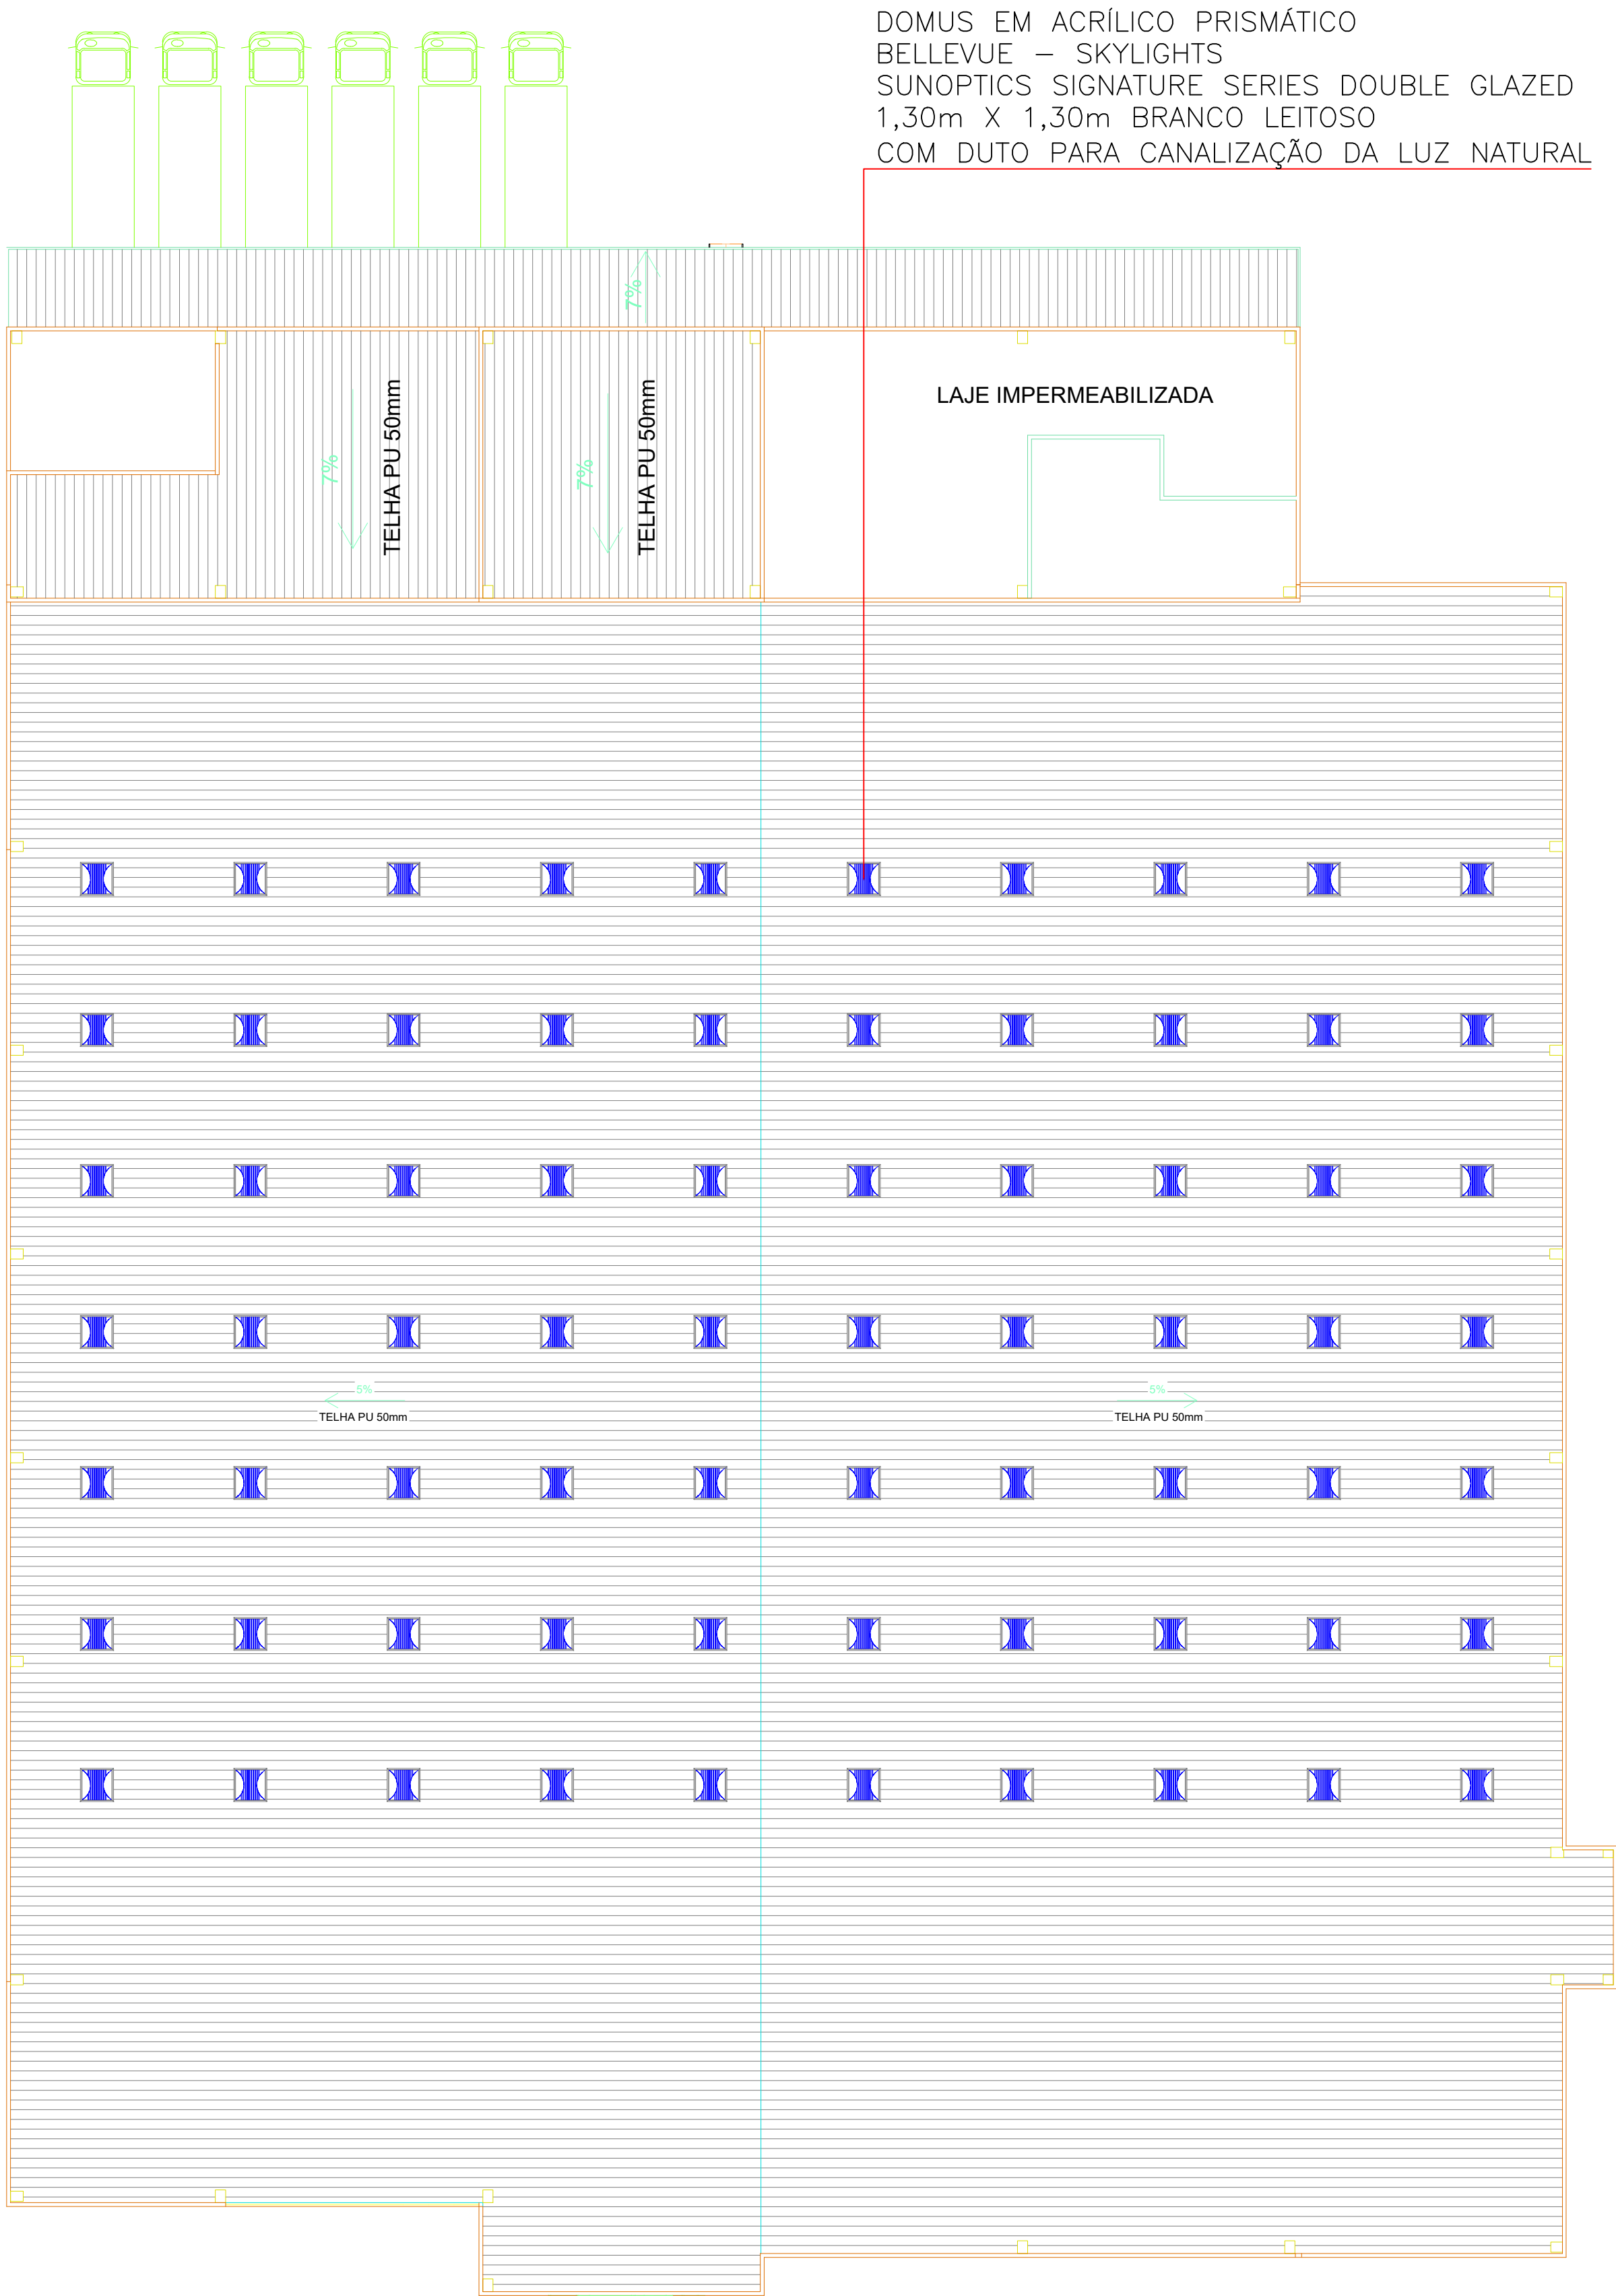 DOMUS EM ACRÍLICO PRISMÁTICO
BELLEVUE – SKYLIGHTS
SUNOPTICS SIGNATURE SERIES DOUBLE GLAZED
1,30m X 1,30m BRANCO LEITOSO
COM DUTO PARA CANALIZAÇÃO DA LUZ NATURAL
7%
7%
TELHA PU 50mm
7%
TELHA PU 50mm
LAJE IMPERMEABILIZADA
5%
TELHA PU 50mm
5%
TELHA PU 50mm